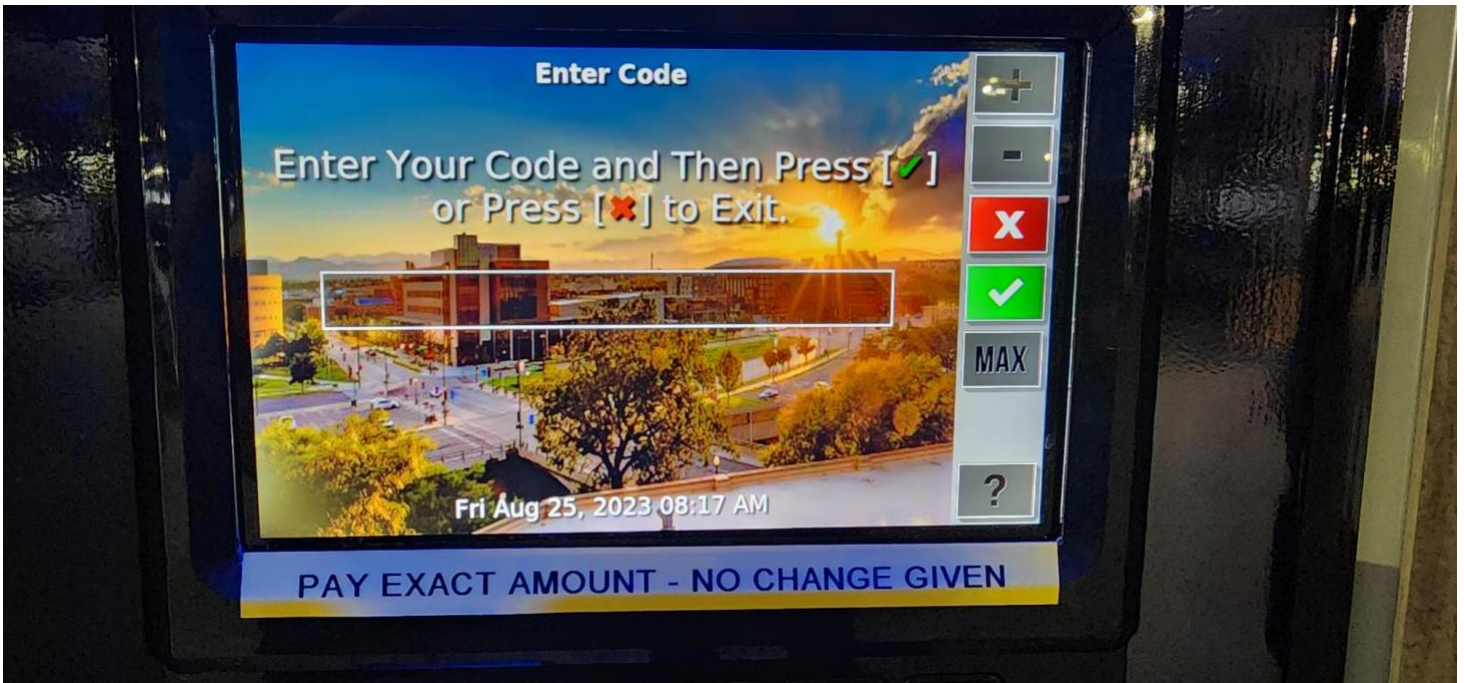 Enter Code
Enter Your Code and Then Press [✔]
or Press [✖] to Exit.
+
-
X
✓
MAX
?
Fri Aug 25, 2023 08:17 AM
PAY EXACT AMOUNT - NO CHANGE GIVEN